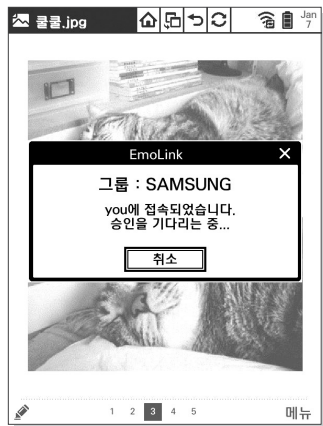 쿨쿨.jpg
Jan
7
EmoLink
그룹 : SAMSUNG
you에 접속되었습니다.
승인을 기다리는 중...
취소
1 2 3 4 5
메뉴